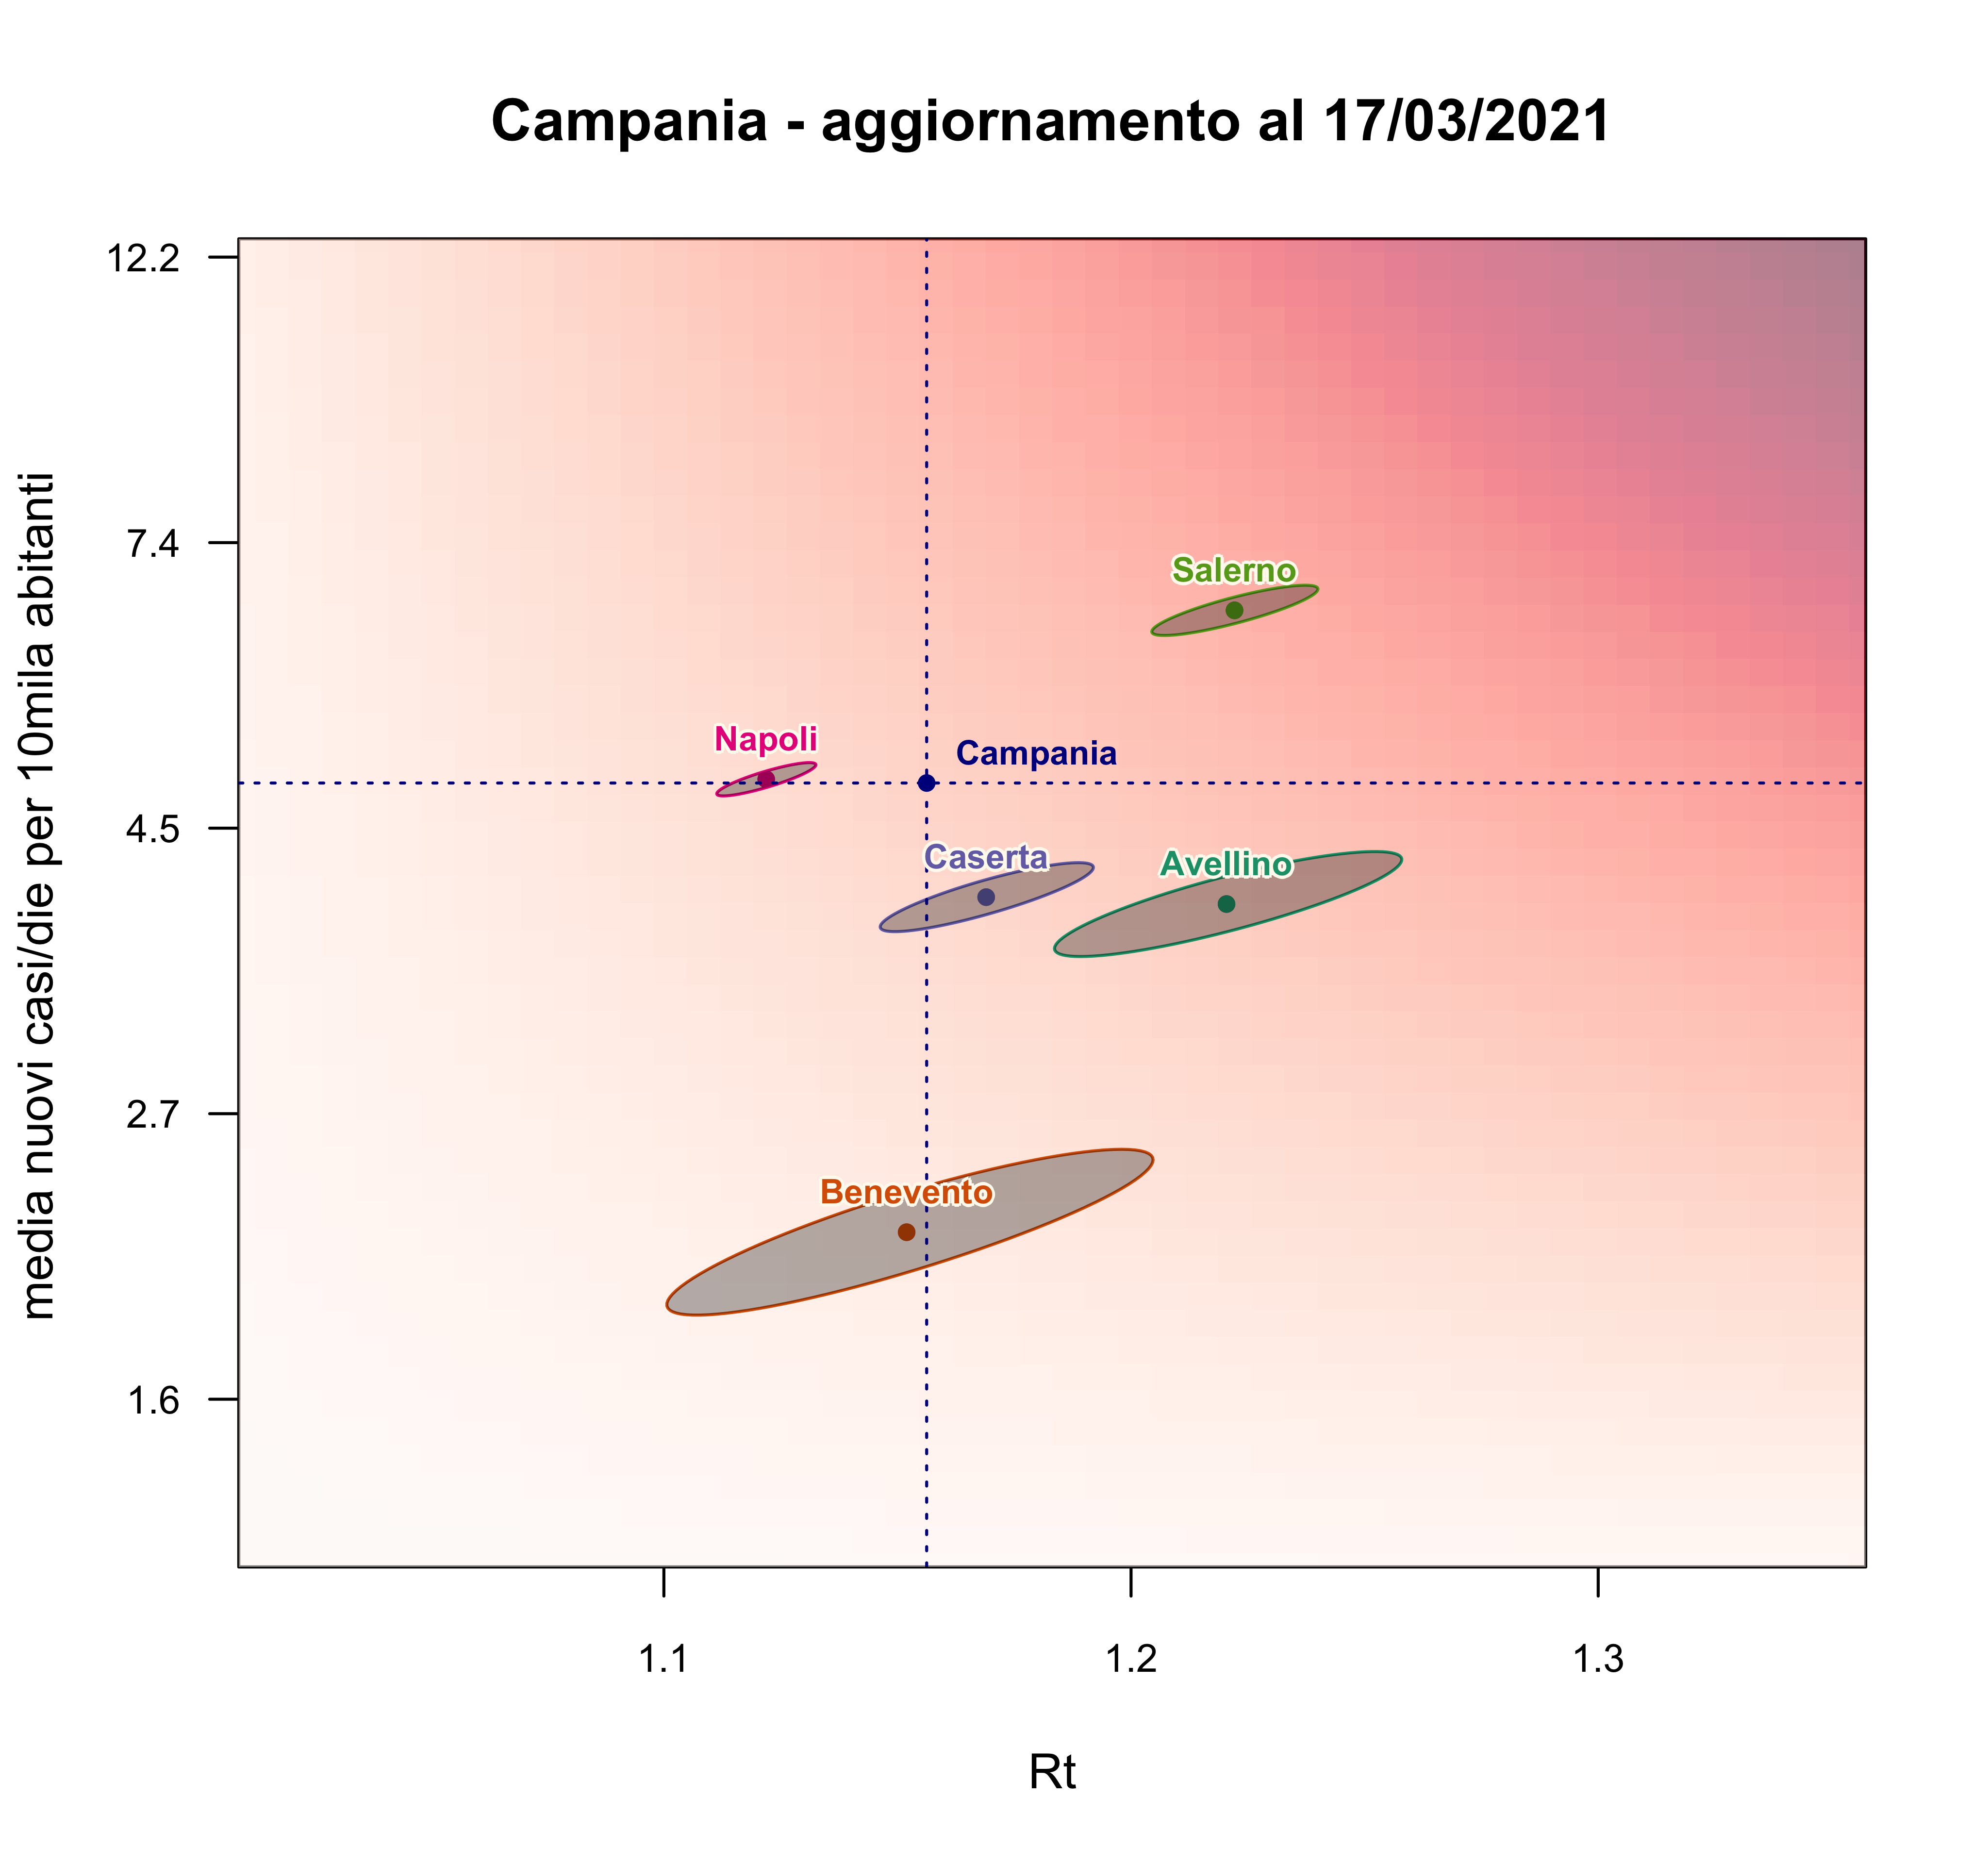 Campania - aggiornamento al 17/03/2021
12.2
7.4
4.5
2.7
1.6
media nuovi casi/die per 10mila abitanti
Salerno
Napoli
Campania
Caserta
Avellino
Benevento
1.1
1.2
1.3
Rt